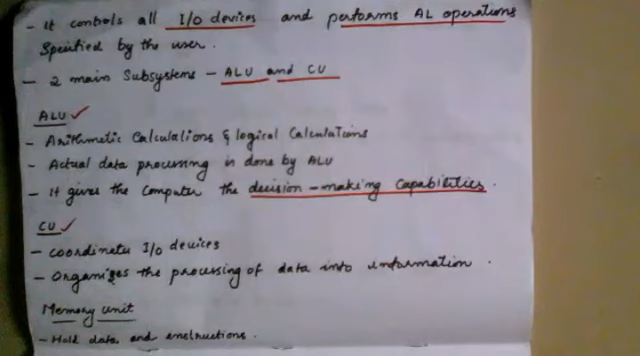 - It controls all I/O devices and performs AL operations
Specified by the user.
- 2 main Subsystems - ALU and CU
ALU ✓
- Arithmetic Calculations & logical Calculations
- Actual data processing is done by ALU
- It gives the Computer the decision-making Capabilities.
CU ✓
- coordinates I/O devices
- Organizes the processing of data into information.
Memory unit
- Hold data and instructions.